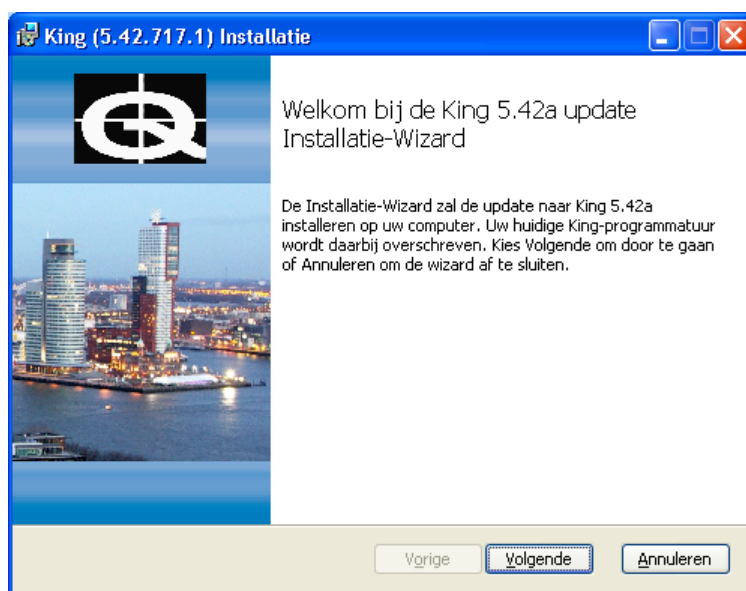 King (5.42.717.1) Installatie
Welkom bij de King 5.42a update
Installatie-Wizard
De Installatie-Wizard zal de update naar King 5.42a
installeren op uw computer. Uw huidige King-programmatuur
wordt daarbij overschreven. Kies Volgende om door te gaan
of Annuleren om de wizard af te sluiten.
Vorige
Volgende
Annuleren